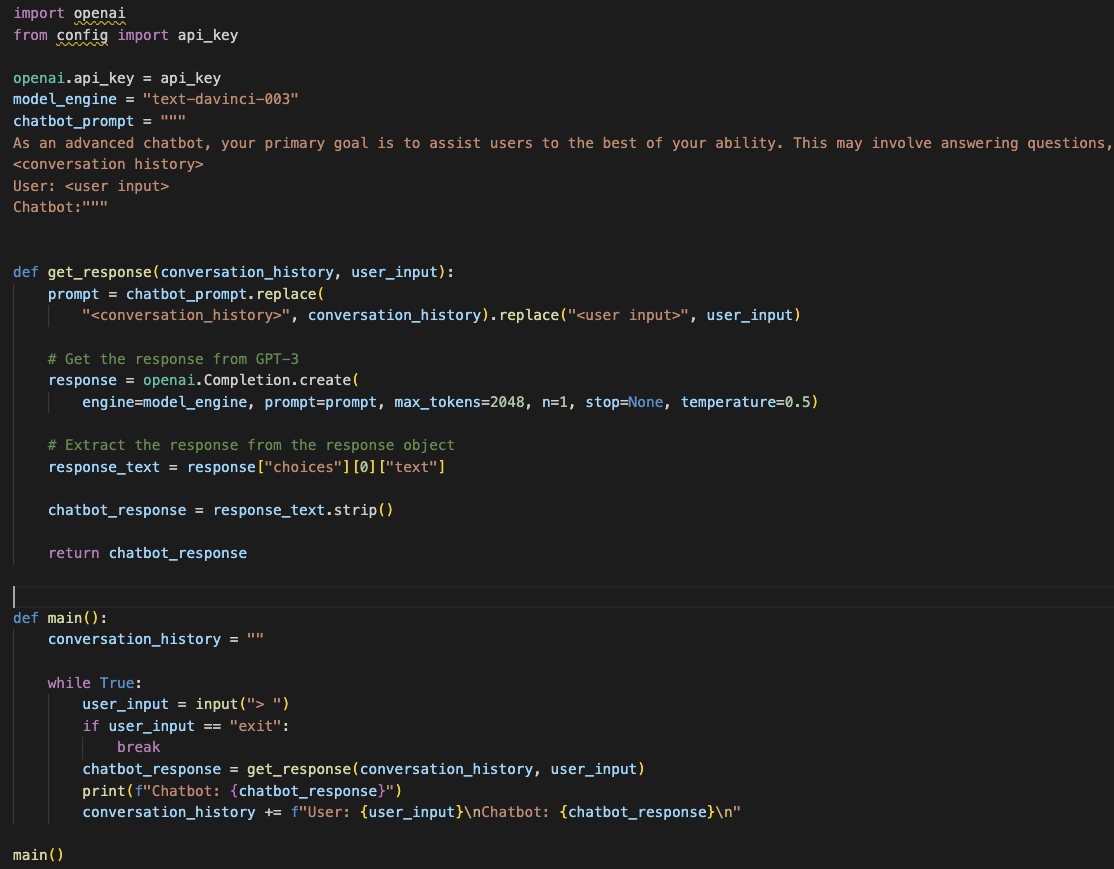 import openai
from config import api_key

openai.api_key = api_key
model_engine = "text-davinci-003"
chatbot_prompt = """
As an advanced chatbot, your primary goal is to assist users to the best of your ability. This may involve answering questions,
<conversation history>
User: <user input>
Chatbot:"""

def get_response(conversation_history, user_input):
    prompt = chatbot_prompt.replace(
        "<conversation_history>", conversation_history).replace("<user input>", user_input)

    # Get the response from GPT-3
    response = openai.Completion.create(
        engine=model_engine, prompt=prompt, max_tokens=2048, n=1, stop=None, temperature=0.5)

    # Extract the response from the response object
    response_text = response["choices"][0]["text"]

    chatbot_response = response_text.strip()

    return chatbot_response

def main():
    conversation_history = ""

    while True:
        user_input = input("> ")
        if user_input == "exit":
            break
        chatbot_response = get_response(conversation_history, user_input)
        print(f"Chatbot: {chatbot_response}")
        conversation_history += f"User: {user_input}\nChatbot: {chatbot_response}\n"

main()